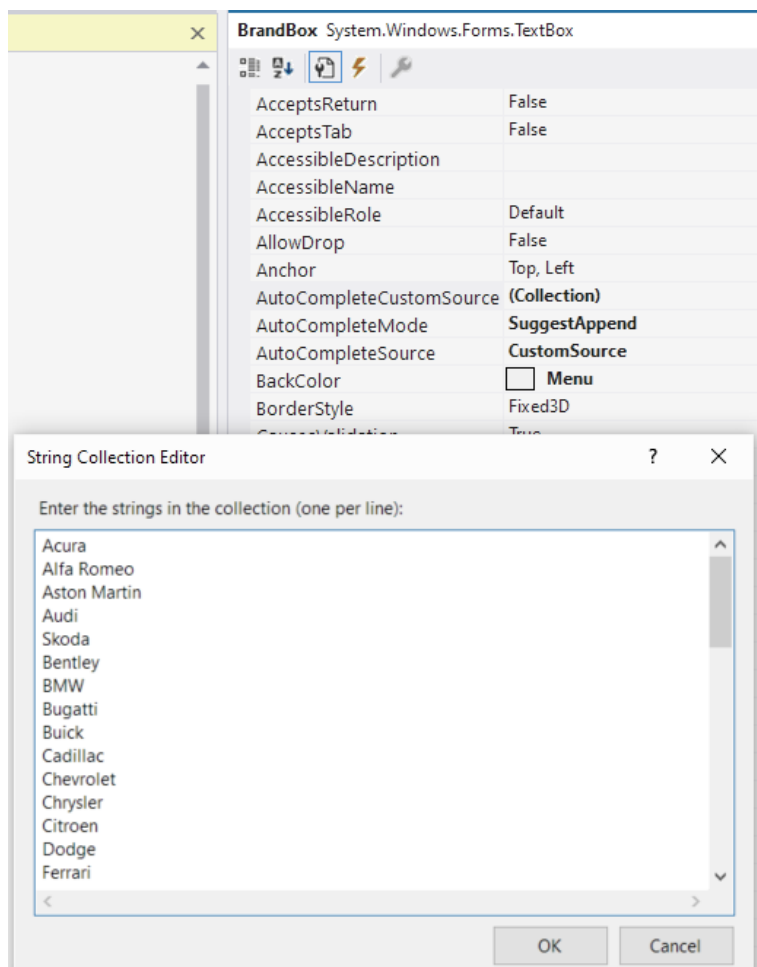 BrandBox System.Windows.Forms.TextBox
AcceptsReturn False
AcceptsTab False
AccessibleDescription
AccessibleName
AccessibleRole Default
AllowDrop False
Anchor Top, Left
AutoCompleteCustomSource (Collection)
AutoCompleteMode SuggestAppend
AutoCompleteSource CustomSource
BackColor Menu
BorderStyle Fixed3D
CausesValidation True
String Collection Editor ?
Enter the strings in the collection (one per line):
Acura
Alfa Romeo
Aston Martin
Audi
Skoda
Bentley
BMW
Bugatti
Buick
Cadillac
Chevrolet
Chrysler
Citroen
Dodge
Ferrari
OK Cancel